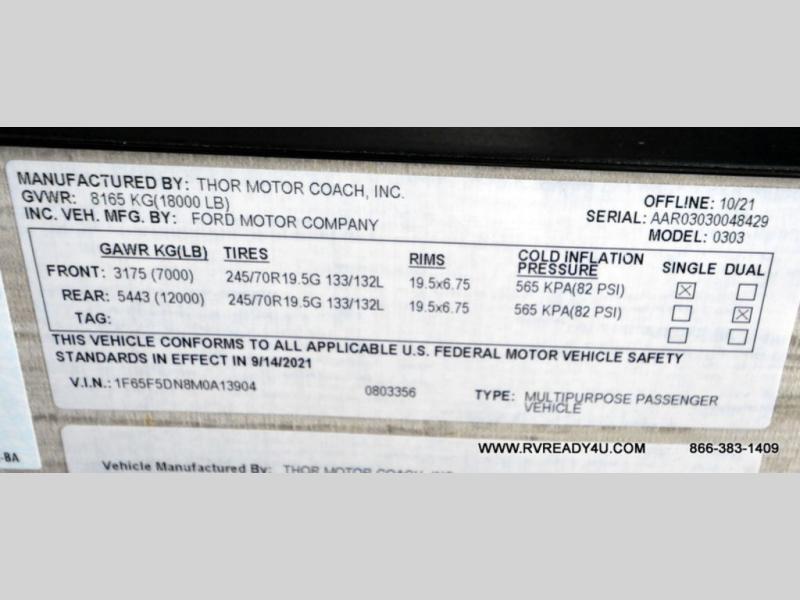 MANUFACTURED BY: THOR MOTOR COACH, INC.
GVWR: 8165 KG(18000 LB)
INC. VEH. MFG. BY: FORD MOTOR COMPANY
OFFLINE: 10/21
SERIAL: AAR03030048429
MODEL: 0303
GAWR KG(LB) TIRES RIMS COLD INFLATION PRESSURE SINGLE DUAL
FRONT: 3175 (7000) 245/70R19.5G 133/132L 19.5x6.75 565 KPA(82 PSI) ☒ ☐
REAR: 5443 (12000) 245/70R19.5G 133/132L 19.5x6.75 565 KPA(82 PSI) ☐ ☒
TAG: ☐ ☐
THIS VEHICLE CONFORMS TO ALL APPLICABLE U.S. FEDERAL MOTOR VEHICLE SAFETY
STANDARDS IN EFFECT IN 9/14/2021
V.I.N.: 1F65F5DN8M0A13904 0803356 TYPE: MULTIPURPOSE PASSENGER
VEHICLE
WWW.RVREADY4U.COM 866-383-1409
-BA
Vehicle Manufactured By: THOR MOTOR COACH, INC.